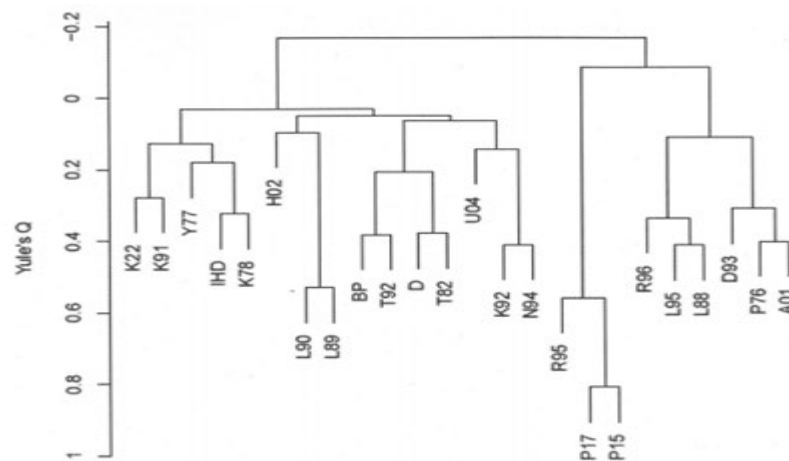 Yule's Q
-0.2
0
0.2
0.4
0.6
0.8
1
K22
K91
Y77
IHD
K78
H02
L90
L89
BP
T92
D
T82
U04
K92
N94
R95
P17
P15
R96
L95
L88
D93
P76
A01